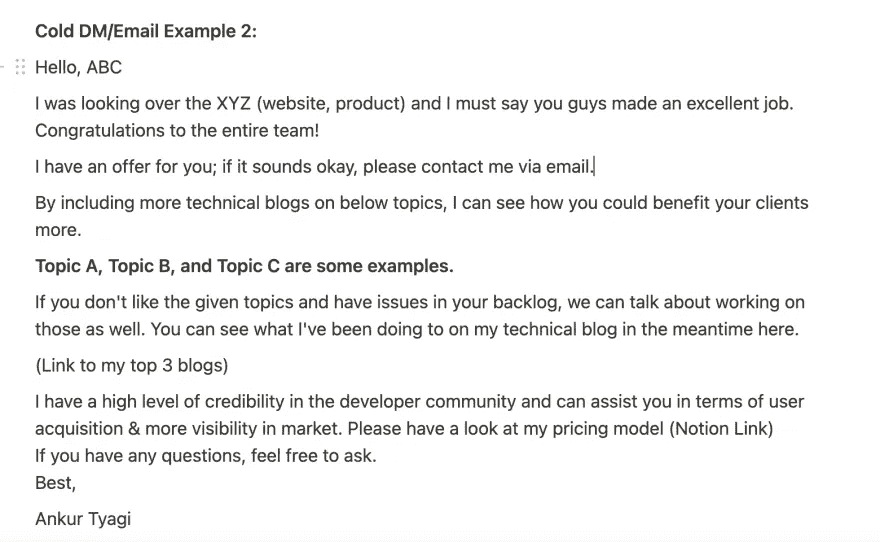 Cold DM/Email Example 2:
Hello, ABC
I was looking over the XYZ (website, product) and I must say you guys made an excellent job.
Congratulations to the entire team!
I have an offer for you; if it sounds okay, please contact me via email.
By including more technical blogs on below topics, I can see how you could benefit your clients
more.
Topic A, Topic B, and Topic C are some examples.
If you don't like the given topics and have issues in your backlog, we can talk about working on
those as well. You can see what I've been doing to on my technical blog in the meantime here.
(Link to my top 3 blogs)
I have a high level of credibility in the developer community and can assist you in terms of user
acquisition & more visibility in market. Please have a look at my pricing model (Notion Link)
If you have any questions, feel free to ask.
Best,
Ankur Tyagi